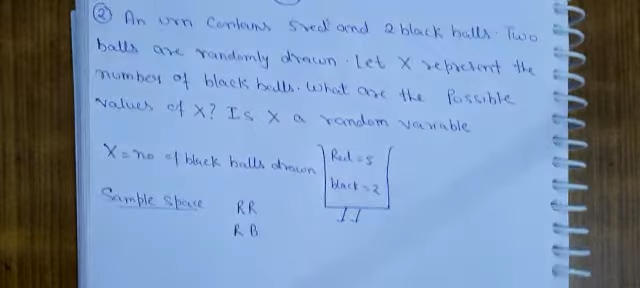 ② An urn contains 5 red and 2 black balls. Two
balls are randomly drawn. Let X represent the
number of black balls. What are the Possible
values of X? Is X a random variable
X = no of black balls drawn
Red = 5
black = 2
Sample space
RR
RB